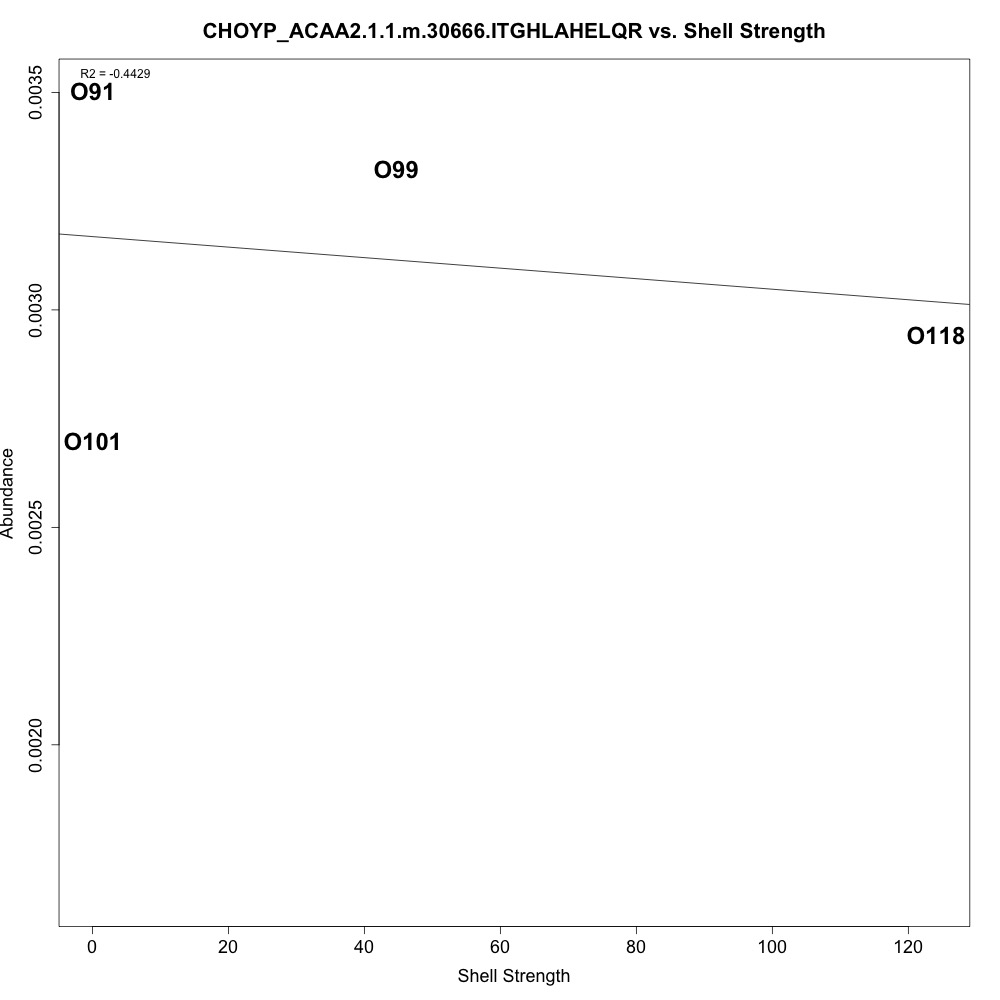 CHOYP_ACAA2.1.1.m.30666.ITGHLAHELQR vs. Shell Strength
R2 = -0.4429
O91
O99
O118
O101
Abundance
0.0035
0.0030
0.0025
0.0020
0 20 40 60 80 100 120
Shell Strength